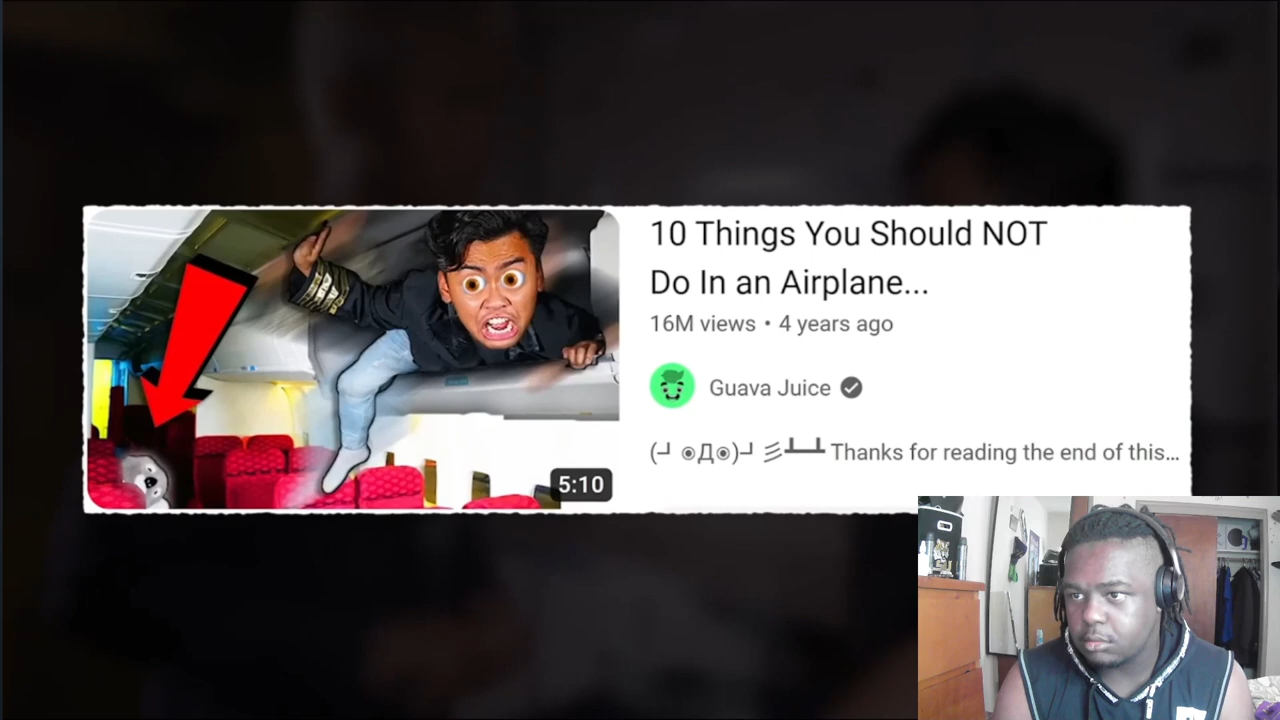 10 Things You Should NOT
Do In an Airplane...
16M views • 4 years ago
Guava Juice
(┘◉Д◉)┘彡┻━┻ Thanks for reading the end of this...
5:10